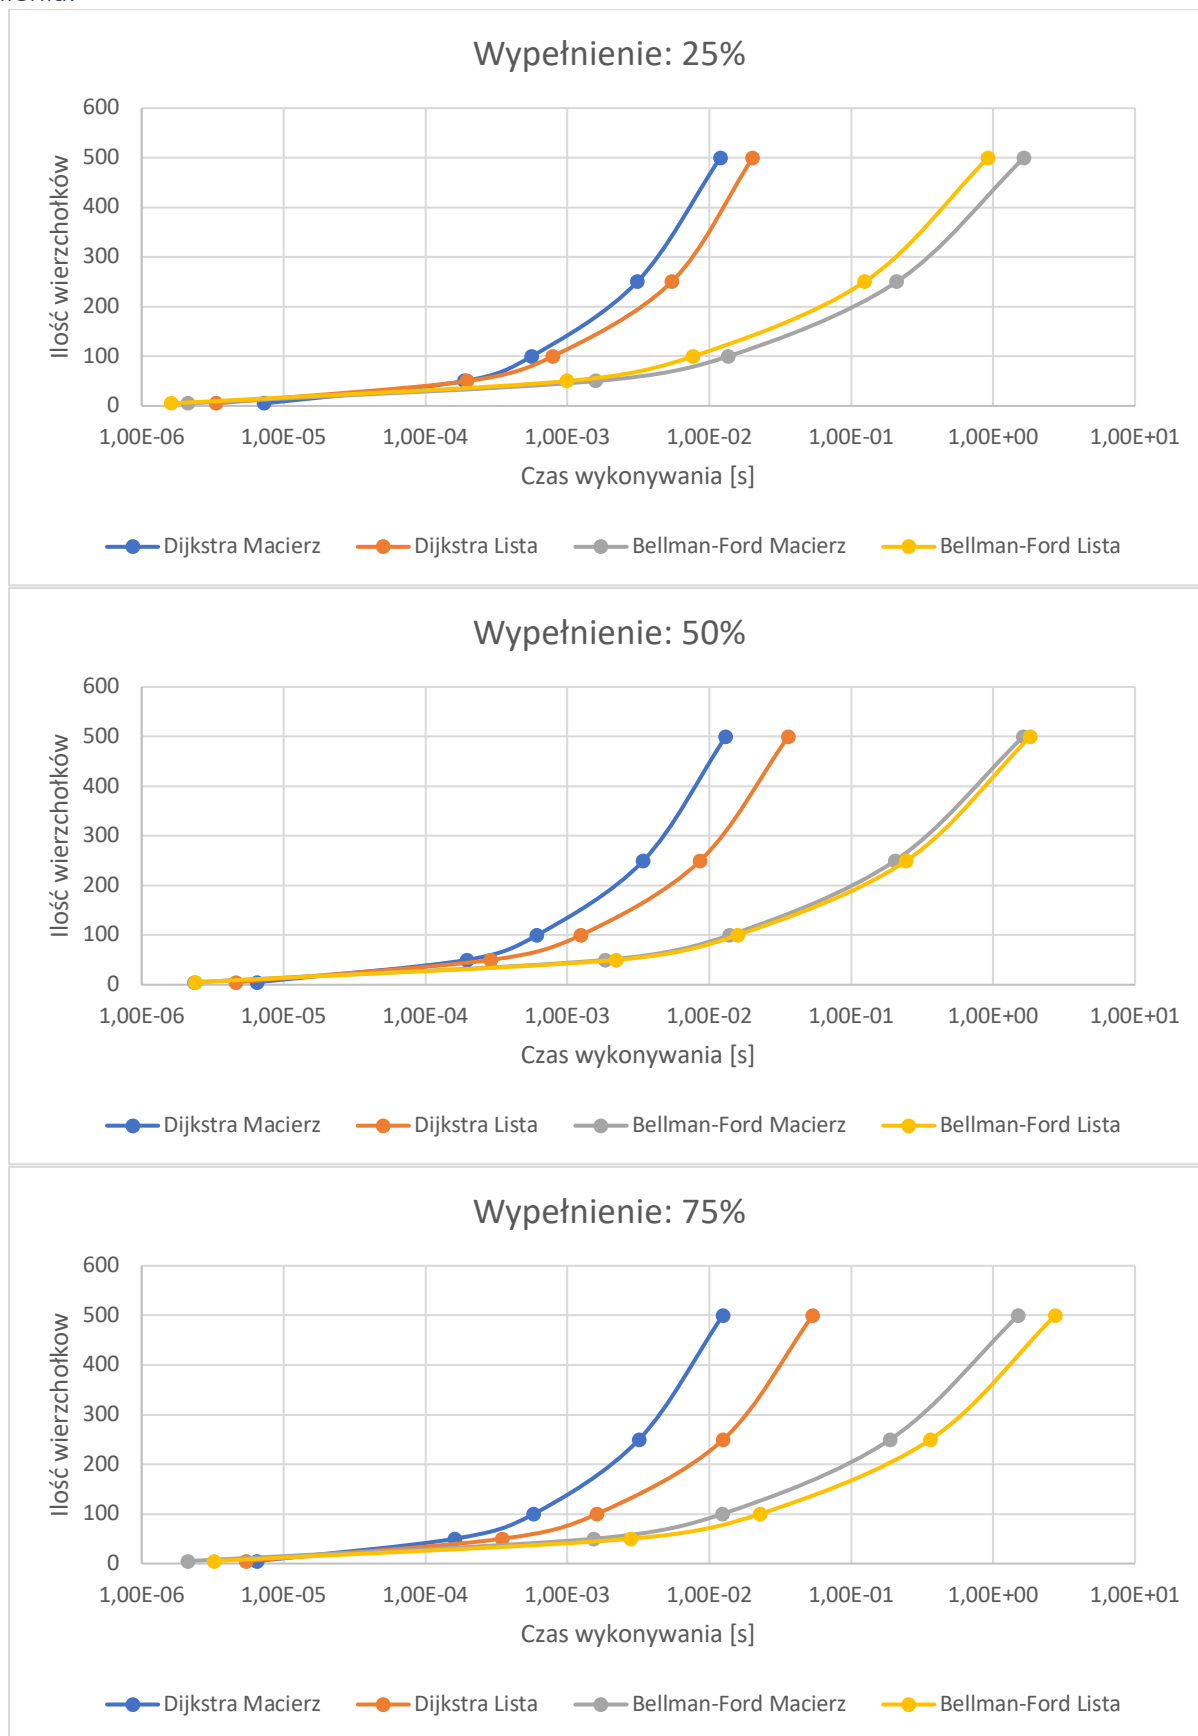 Wypełnienie: 25%
600
500
400
300
200
100
0
Ilość wierzchołków
1,00E-06 1,00E-05 1,00E-04 1,00E-03 1,00E-02 1,00E-01 1,00E+00 1,00E+01
Czas wykonywania [s]
Dijkstra Macierz Dijkstra Lista Bellman-Ford Macierz Bellman-Ford Lista
Wypełnienie: 50%
600
500
400
300
200
100
0
Ilość wierzchołków
1,00E-06 1,00E-05 1,00E-04 1,00E-03 1,00E-02 1,00E-01 1,00E+00 1,00E+01
Czas wykonywania [s]
Dijkstra Macierz Dijkstra Lista Bellman-Ford Macierz Bellman-Ford Lista
Wypełnienie: 75%
600
500
400
300
200
100
0
Ilość wierzchołkow
1,00E-06 1,00E-05 1,00E-04 1,00E-03 1,00E-02 1,00E-01 1,00E+00 1,00E+01
Czas wykonywania [s]
Dijkstra Macierz Dijkstra Lista Bellman-Ford Macierz Bellman-Ford Lista